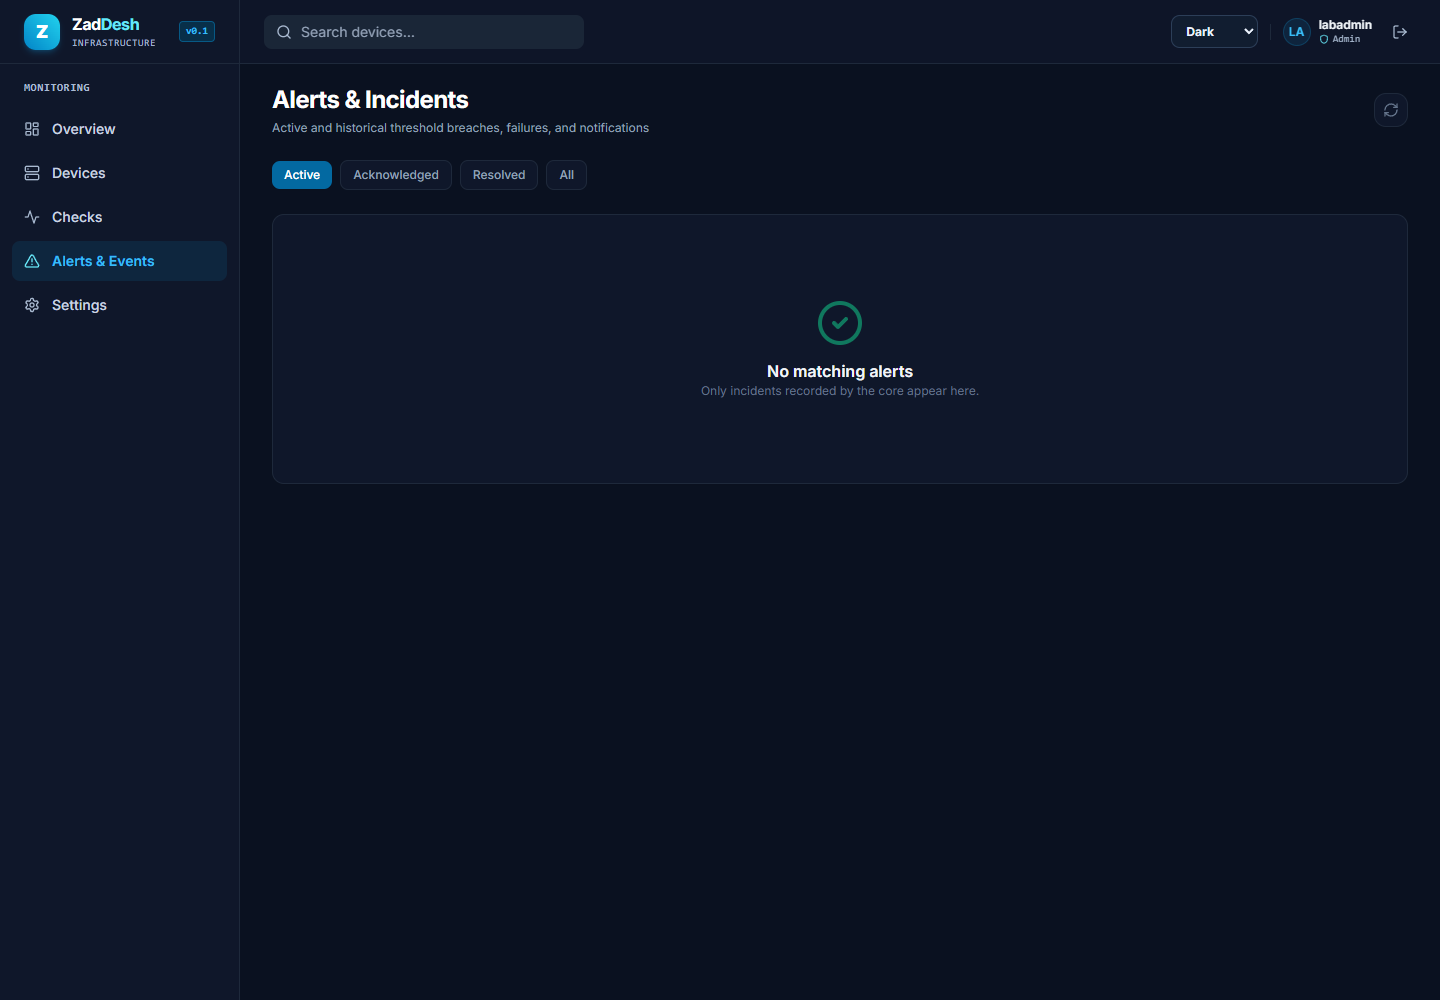 Z
ZadDesh
INFRASTRUCTURE
v0.1
Search devices...
Dark
LA
labadmin
Admin
MONITORING
Overview
Devices
Checks
Alerts & Events
Settings
Alerts & Incidents
Active and historical threshold breaches, failures, and notifications
Active
Acknowledged
Resolved
All
No matching alerts
Only incidents recorded by the core appear here.